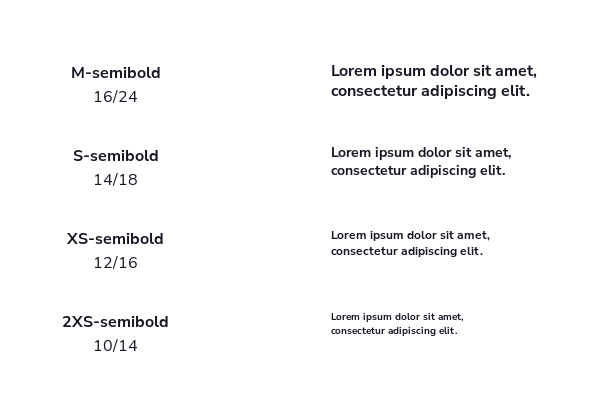 M-semibold
16/24
Lorem ipsum dolor sit amet,
consectetur adipiscing elit.
S-semibold
14/18
Lorem ipsum dolor sit amet,
consectetur adipiscing elit.
XS-semibold
12/16
Lorem ipsum dolor sit amet,
consectetur adipiscing elit.
2XS-semibold
10/14
Lorem ipsum dolor sit amet,
consectetur adipiscing elit.